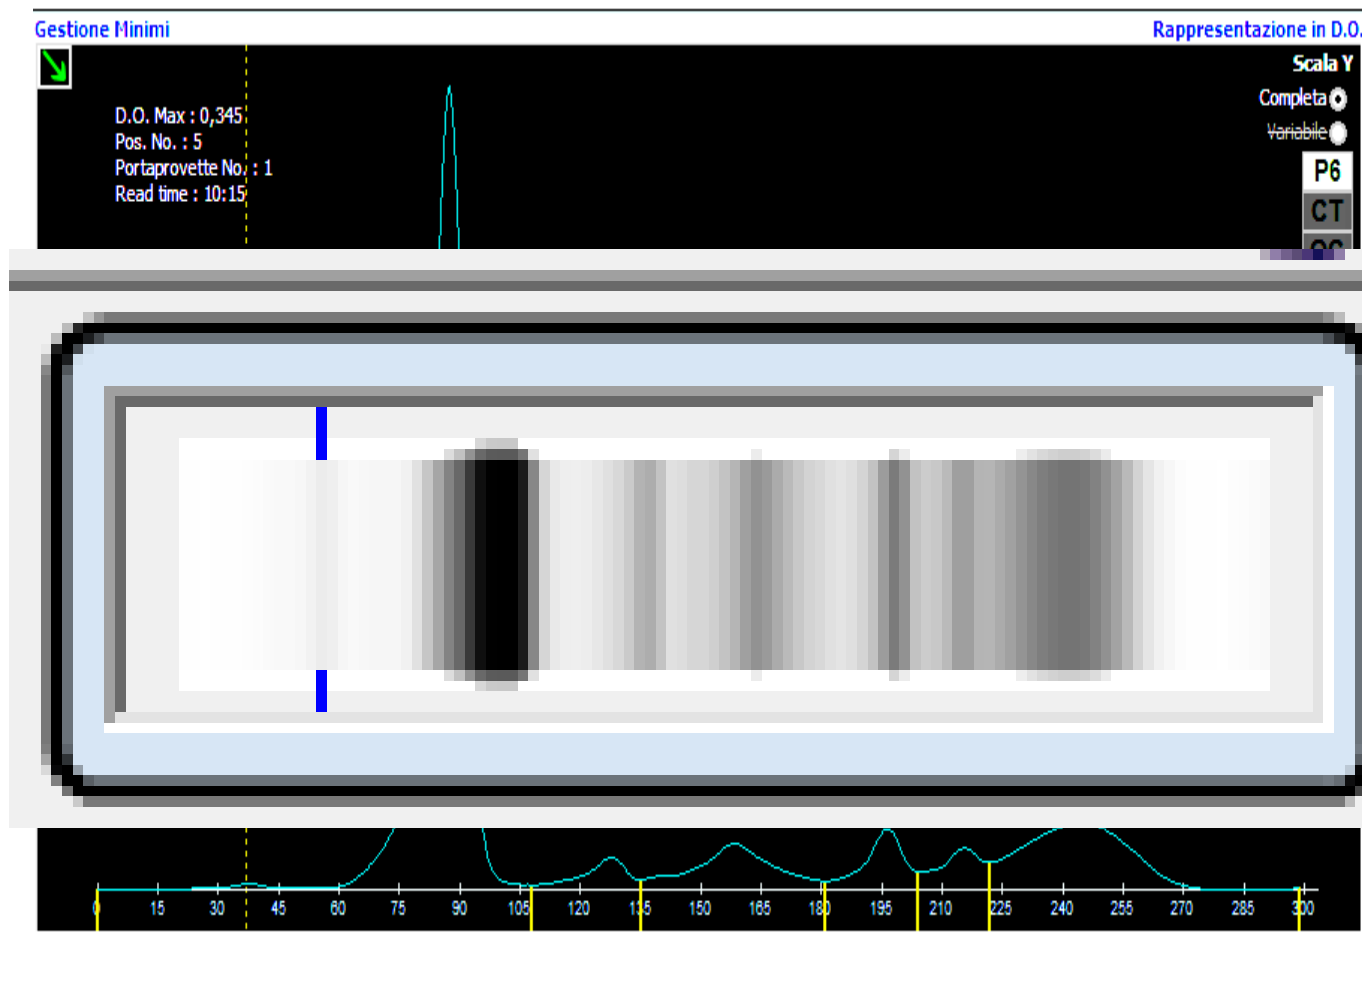 Gestione Minimi
Rappresentazione in D.O.
Scala Y
Completa
Variabile
D.O. Max : 0,345
Pos. No. : 5
Portaprovette No. : 1
Read time : 10:15
P6
CT
0 15 30 45 60 75 90 105 120 135 150 165 180 195 210 225 240 255 270 285 300